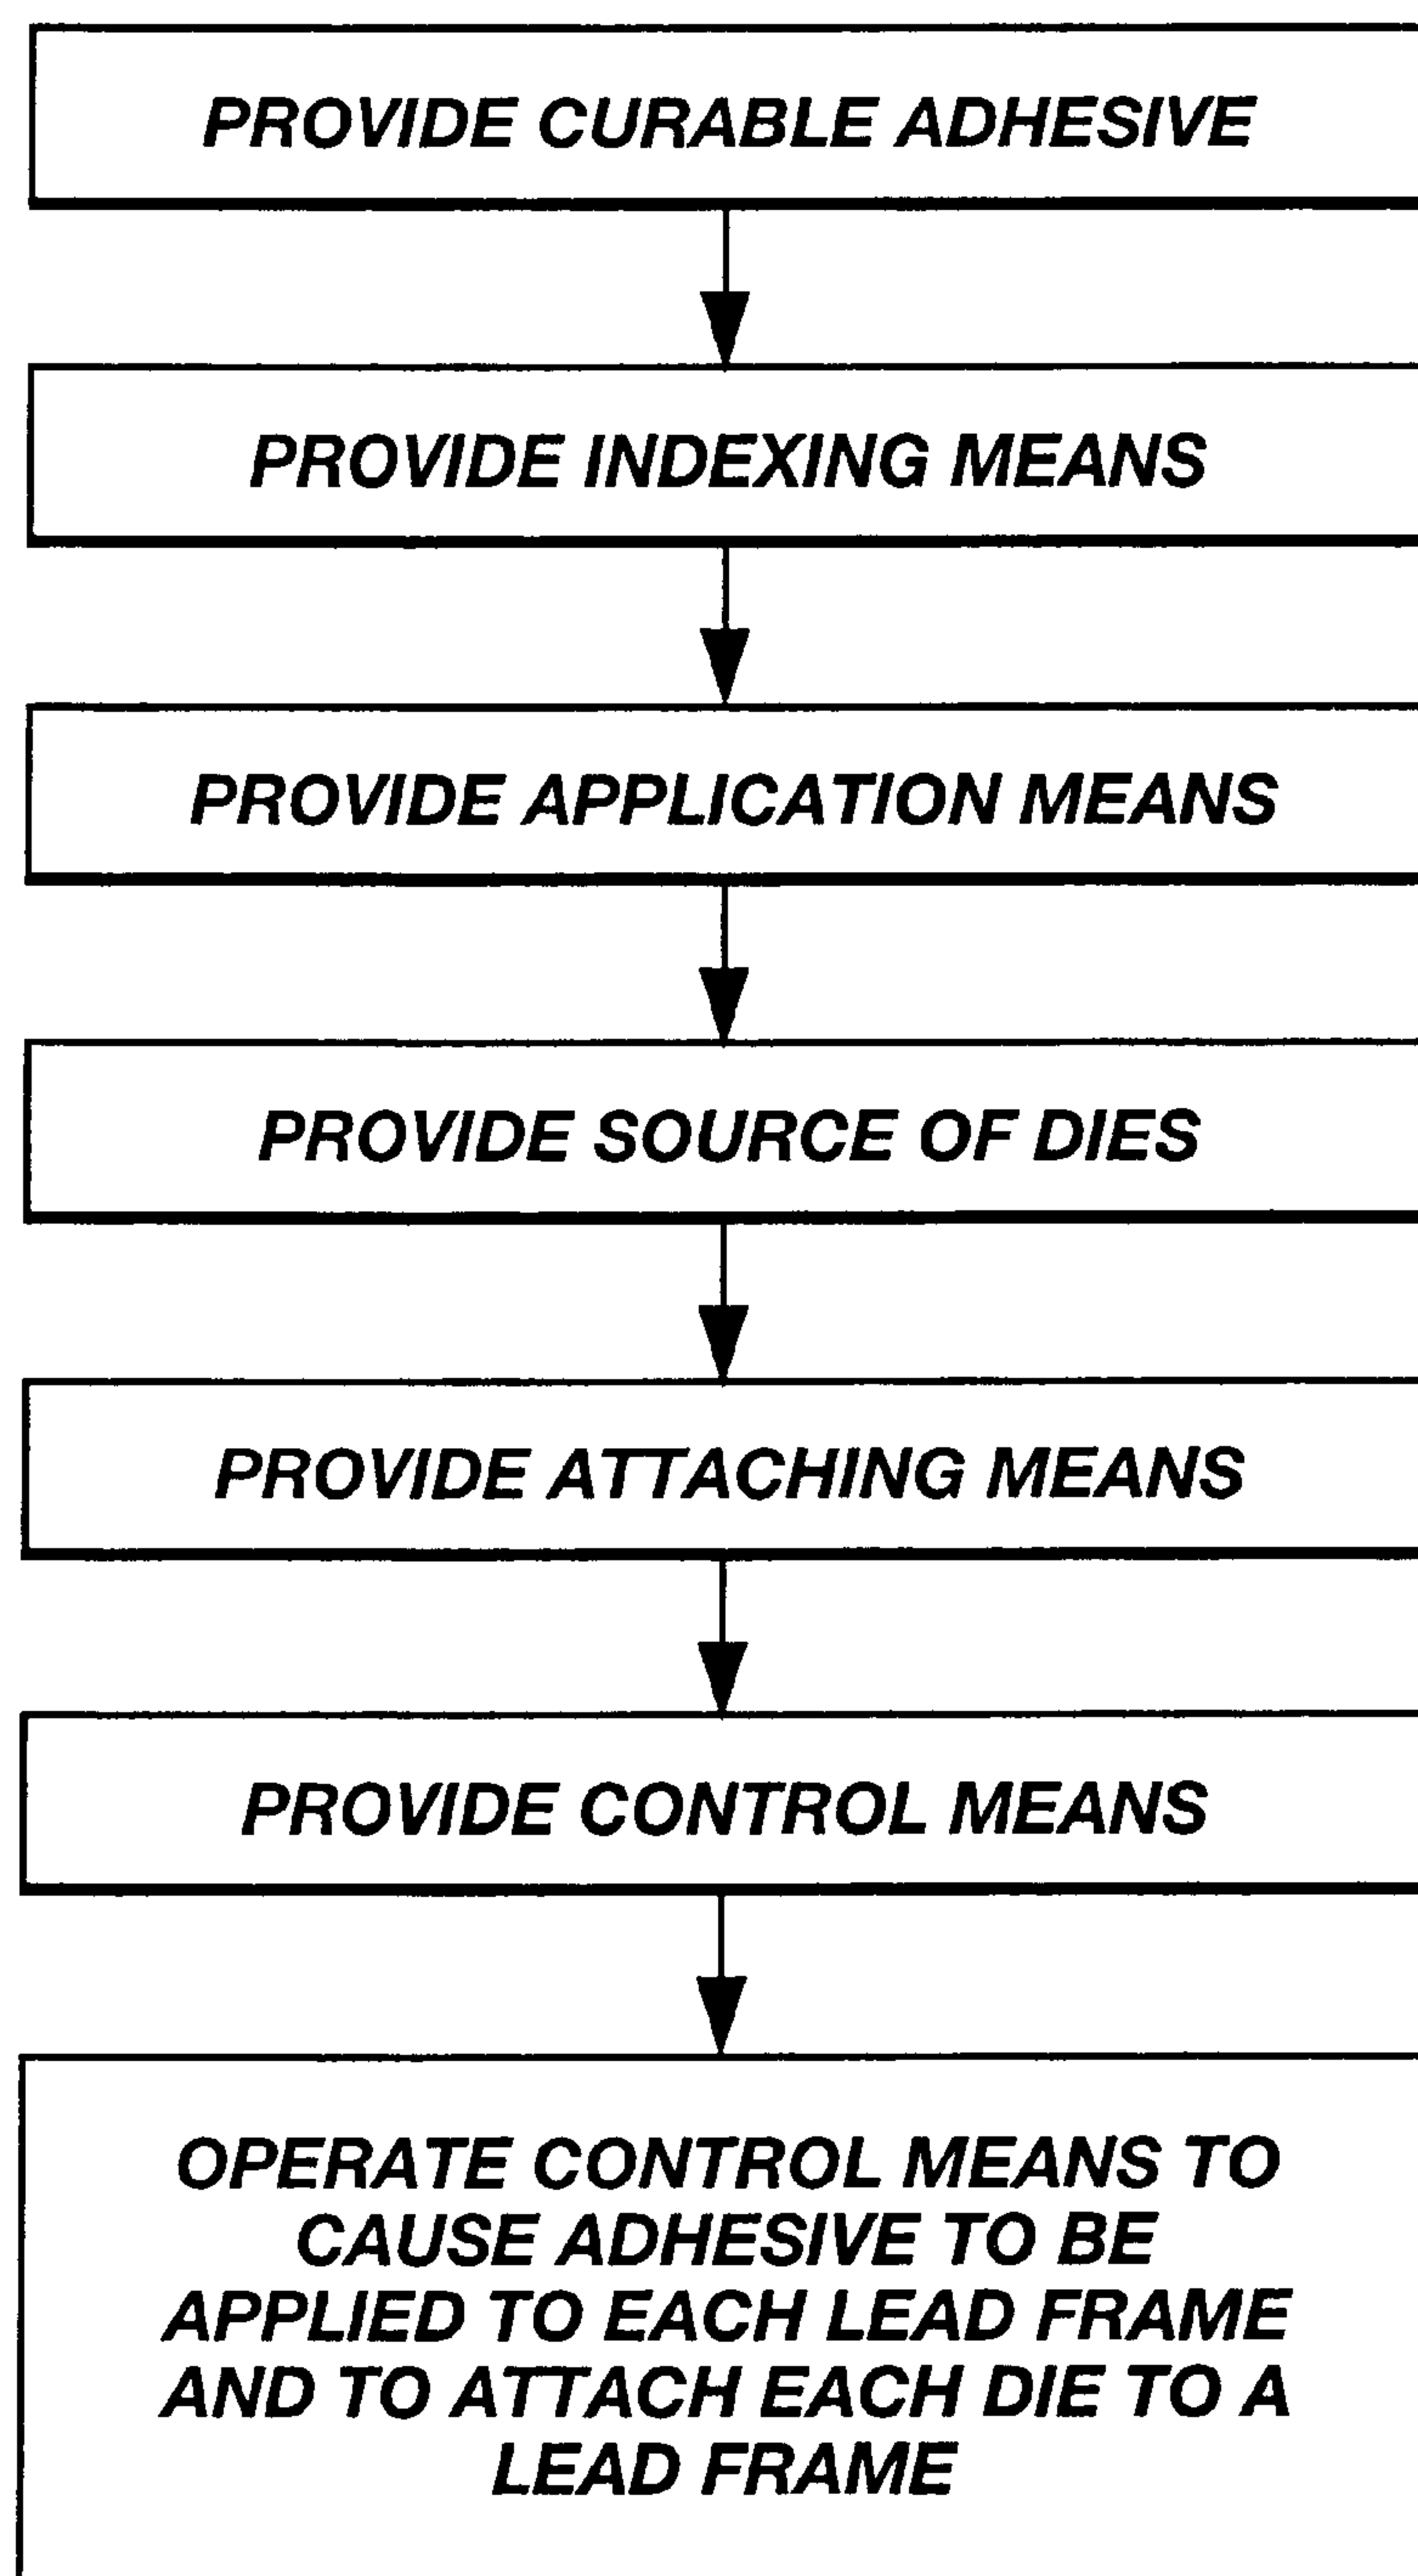 PROVIDE CURABLE ADHESIVE
PROVIDE INDEXING MEANS
PROVIDE APPLICATION MEANS
PROVIDE SOURCE OF DIES
PROVIDE ATTACHING MEANS
PROVIDE CONTROL MEANS
OPERATE CONTROL MEANS TO
CAUSE ADHESIVE TO BE
APPLIED TO EACH LEAD FRAME
AND TO ATTACH EACH DIE TO A
LEAD FRAME